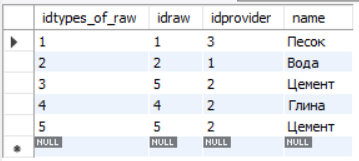 idtypes_of_raw idraw idprovider name
1 1 3 Песок
2 2 1 Вода
3 5 2 Цемент
4 4 2 Глина
5 5 2 Цемент
NULL NULL NULL NULL